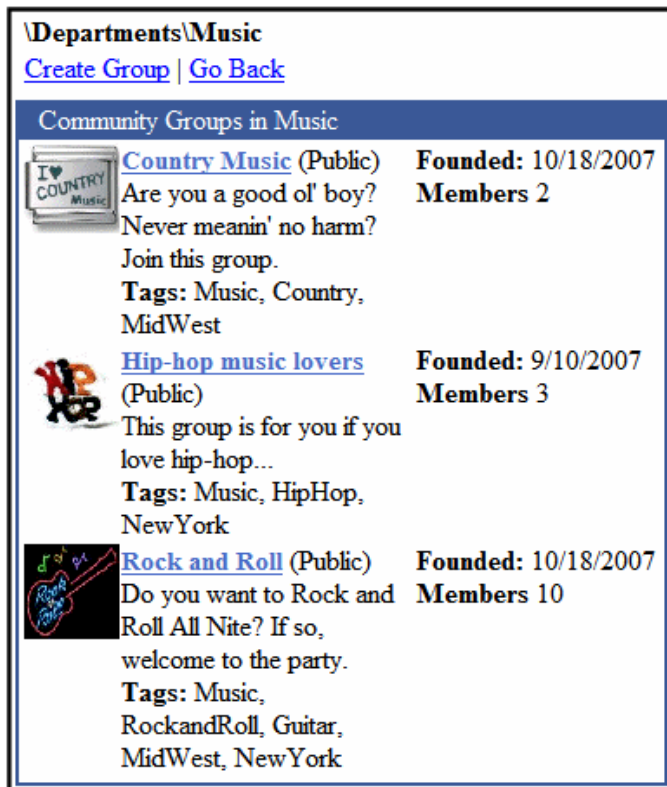 \Departments\Music
Create Group | Go Back
Community Groups in Music
I ♥
COUNTRY
Music
Country Music (Public)
Are you a good ol' boy?
Never meanin' no harm?
Join this group.
Tags: Music, Country,
MidWest
Founded: 10/18/2007
Members 2
HIP
HOP
Hip-hop music lovers
(Public)
This group is for you if you
love hip-hop...
Tags: Music, HipHop,
NewYork
Founded: 9/10/2007
Members 3
Rock and Roll (Public)
Do you want to Rock and
Roll All Nite? If so,
welcome to the party.
Tags: Music,
RockandRoll, Guitar,
MidWest, NewYork
Founded: 10/18/2007
Members 10